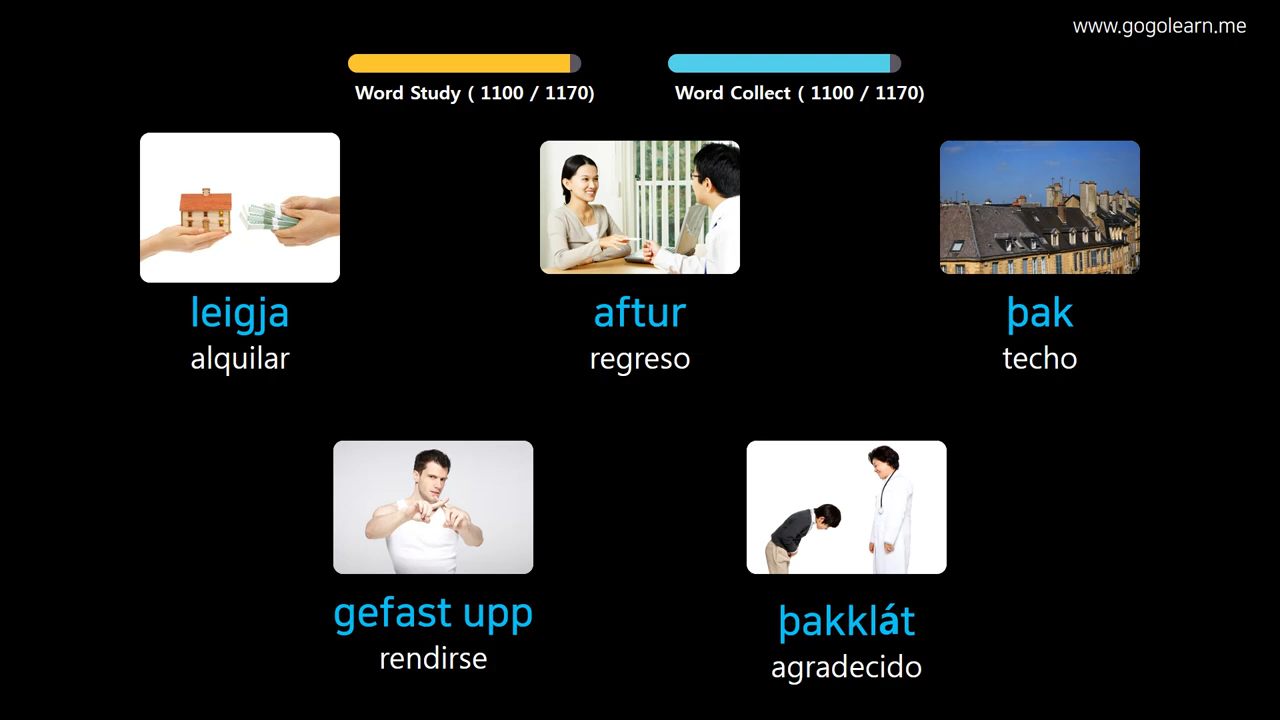 www.gogolearn.me
Word Study ( 1100 / 1170)
Word Collect ( 1100 / 1170)
leigja
alquilar
aftur
regreso
þak
techo
gefast upp
rendirse
þakklát
agradecido